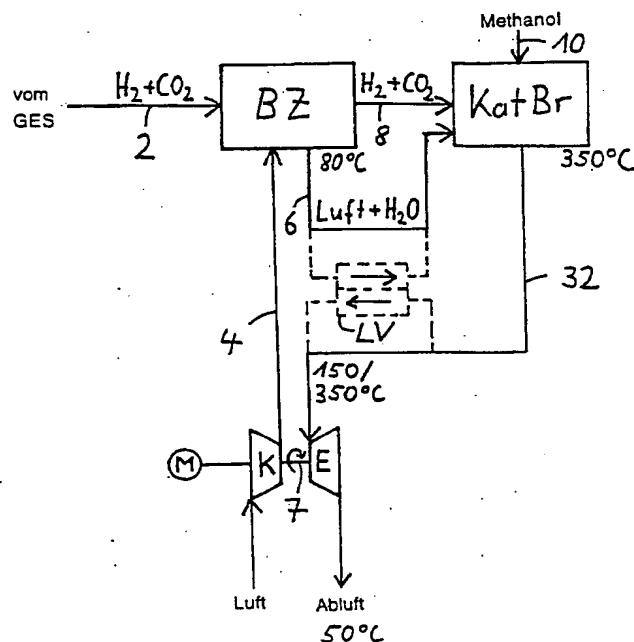 Methanol
10
vom
GES
H₂+CO₂
2
BZ
H₂+CO₂
8
KatBr
80°C
350°C
6
Luft+H₂O
32
4
LV
150/
350°C
M
K
7
E
Luft
Abluft
50°C